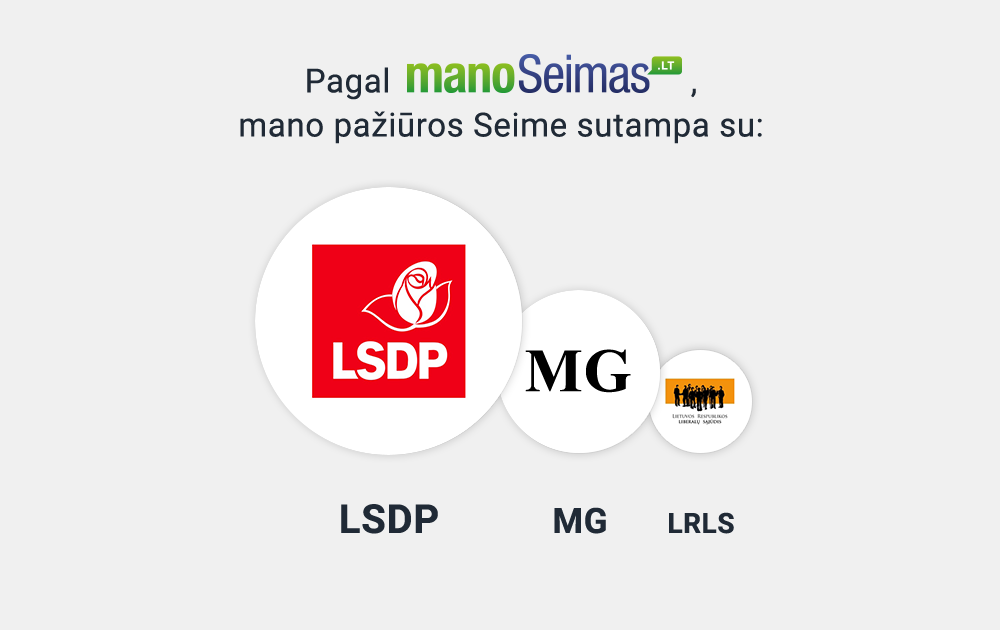 Pagal manoSeimas.LT ,
mano pažiūros Seime sutampa su:
LSDP
MG
LIETUVOS RESPUBLIKOS
LIBERALŲ SĄJŪDIS
LSDP
MG
LRLS